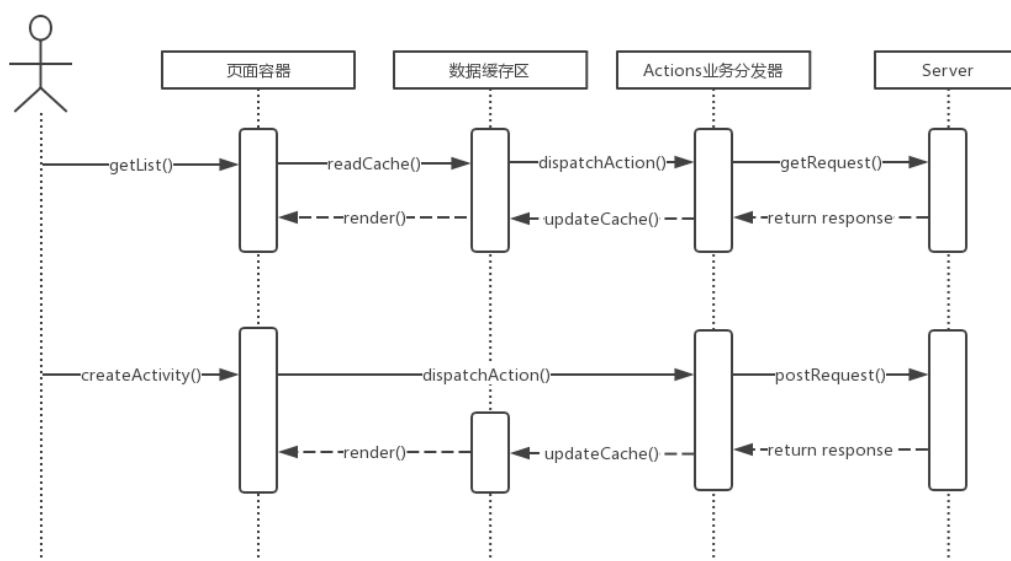 页面容器
数据缓存区
Actions业务分发器
Server
getList()
readCache()
dispatchAction()
getRequest()
render()
updateCache()
return response
createActivity()
dispatchAction()
postRequest()
render()
updateCache()
return response